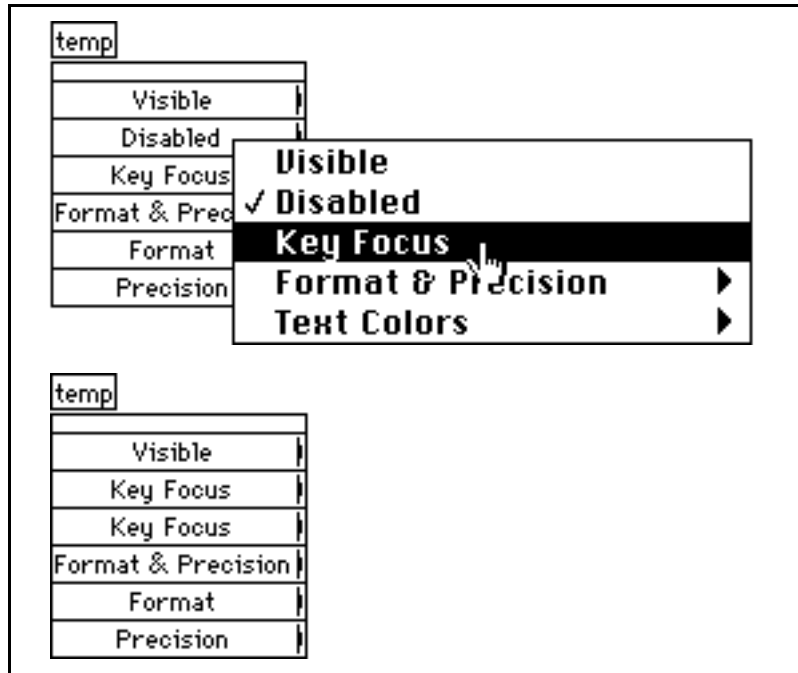 temp
Visible
Disabled
Key Focus
Format & Prec
Format
Precision
Visible
✓ Disabled
Key Focus
Format & Precision
Text Colors
temp
Visible
Key Focus
Key Focus
Format & Precision
Format
Precision